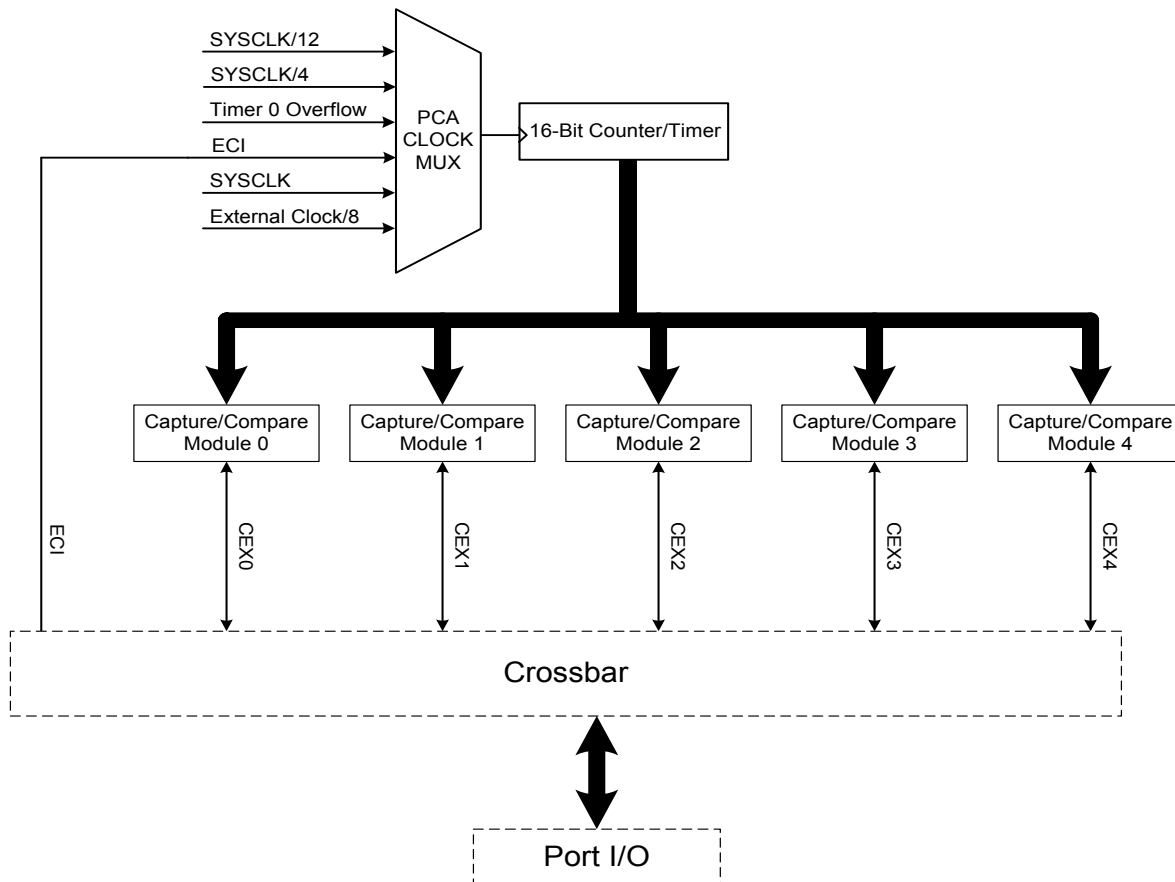 SYSCLK/12
SYSCLK/4
Timer 0 Overflow
ECI
SYSCLK
External Clock/8
PCA
CLOCK
MUX
16-Bit Counter/Timer
Capture/Compare
Module 0
Capture/Compare
Module 1
Capture/Compare
Module 2
Capture/Compare
Module 3
Capture/Compare
Module 4
ECI
CEX0
CEX1
CEX2
CEX3
CEX4
Crossbar
Port I/O